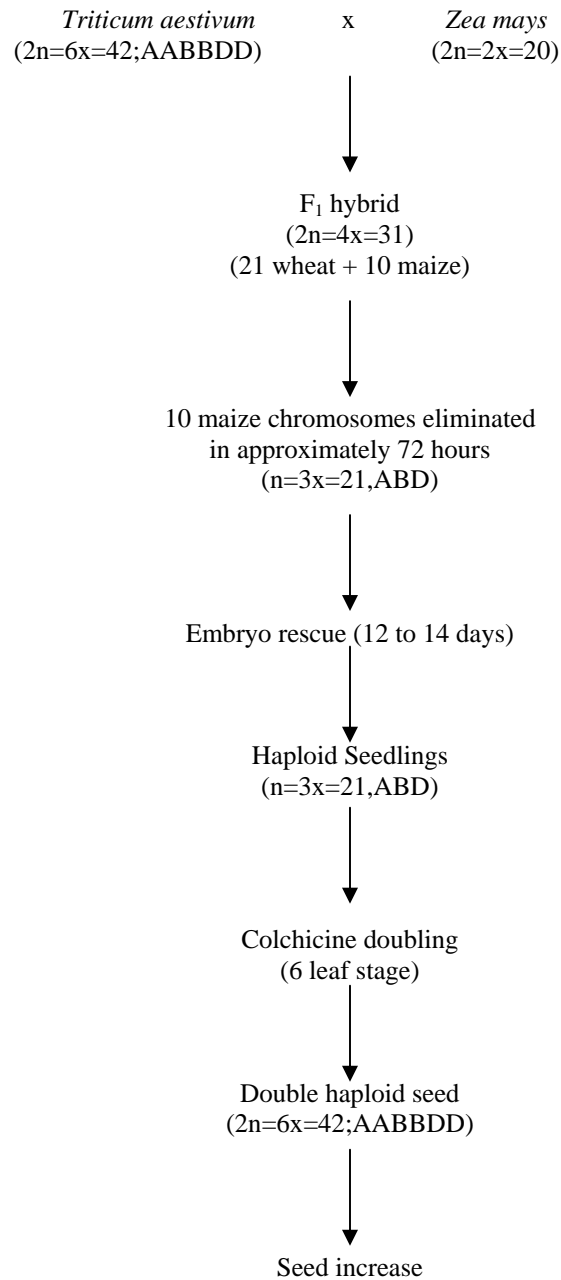 Triticum aestivum x Zea mays
(2n=6x=42;AABBDD) (2n=2x=20)
F1 hybrid
(2n=4x=31)
(21 wheat + 10 maize)
10 maize chromosomes eliminated
in approximately 72 hours
(n=3x=21,ABD)
Embryo rescue (12 to 14 days)
Haploid Seedlings
(n=3x=21,ABD)
Colchicine doubling
(6 leaf stage)
Double haploid seed
(2n=6x=42;AABBDD)
Seed increase